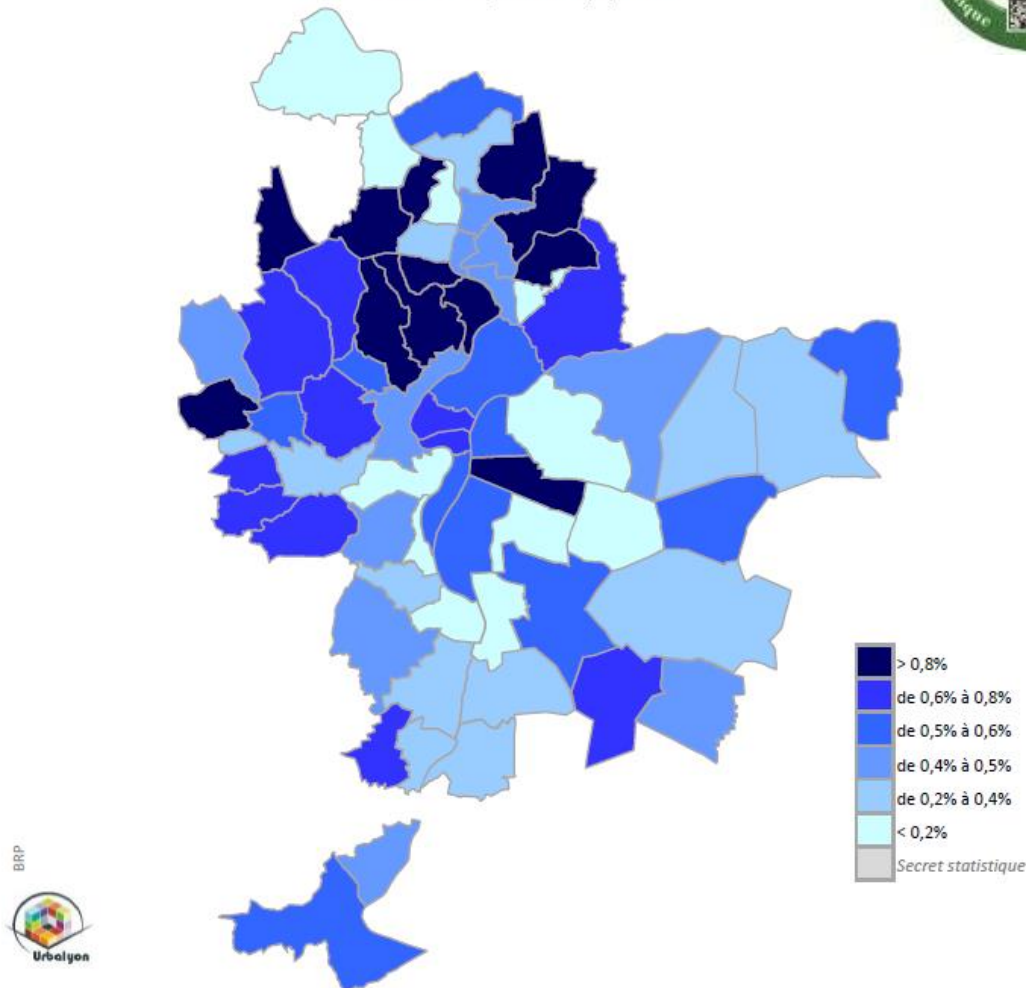 ique
> 0,8%
de 0,6% à 0,8%
de 0,5% à 0,6%
de 0,4% à 0,5%
de 0,2% à 0,4%
< 0,2%
Secret statistique
BRP
Urbalyon